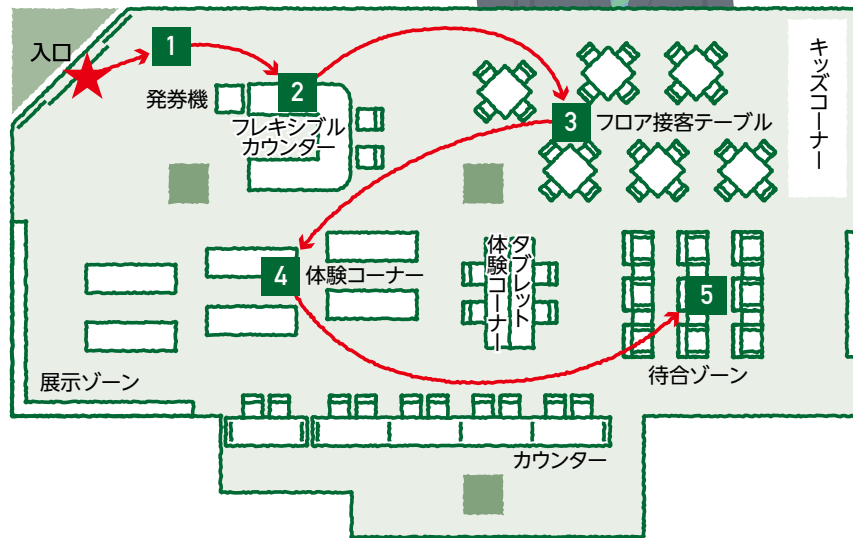 入口
1
発券機
2
フレキシブル
カウンター
3
フロア接客テーブル
キッズコーナー
4
体験コーナー
タブレット
体験コーナー
5
待合ゾーン
展示ゾーン
カウンター